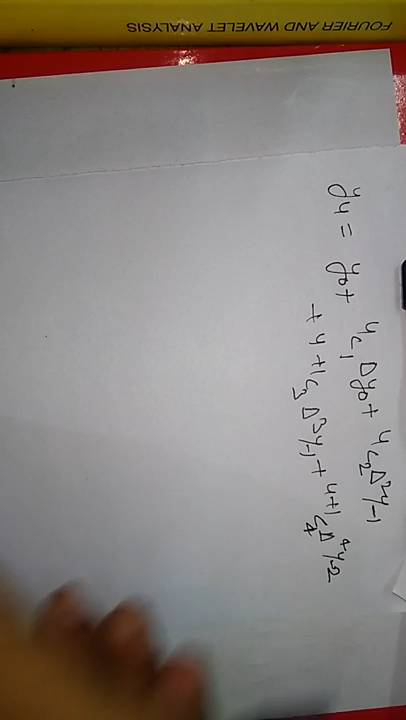 FOURIER AND WAVELET ANALYSIS
y4 = y0 + 4c1 Δy0 + 4c2 Δ²y-1
+ 4+1c3 Δ³y-1 + 4+1c4 Δ⁴y-2